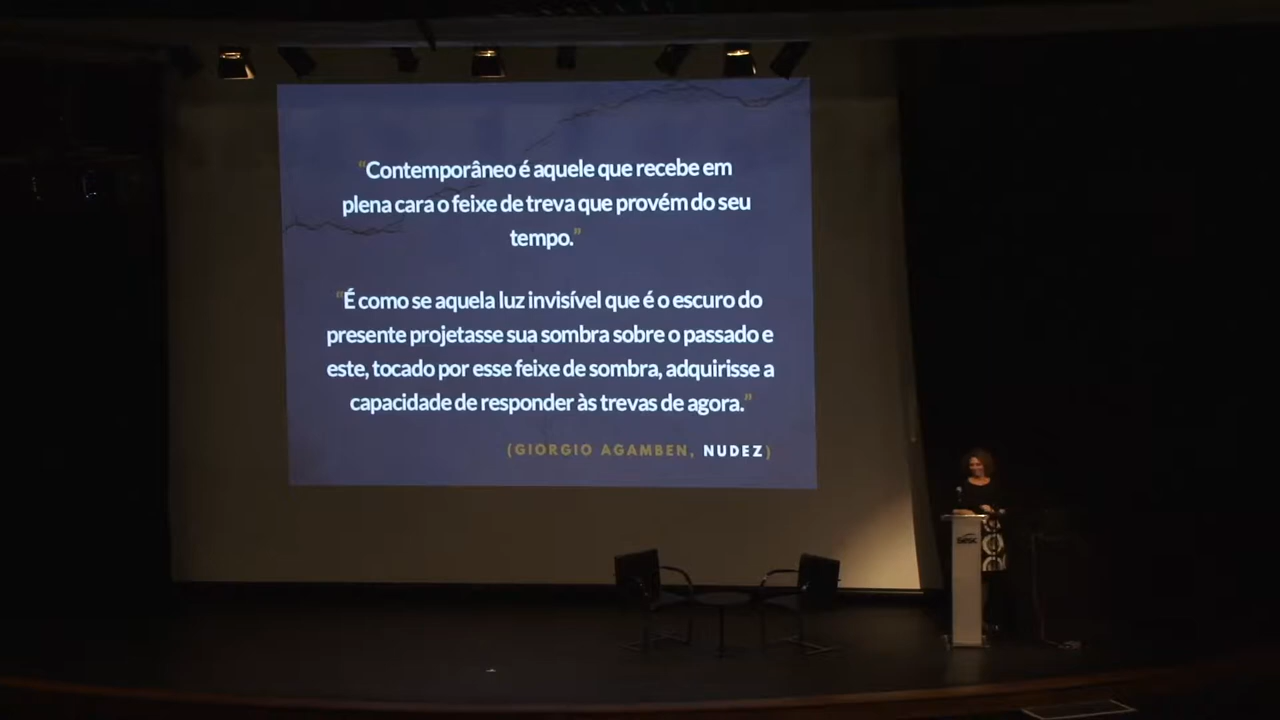 "Contemporâneo é aquele que recebe em
plena cara o feixe de treva que provém do seu
tempo."
"É como se aquela luz invisível que é o escuro do
presente projetasse sua sombra sobre o passado e
este, tocado por esse feixe de sombra, adquirisse a
capacidade de responder às trevas de agora."
(GIORGIO AGAMBEN, NUDEZ)
sesc